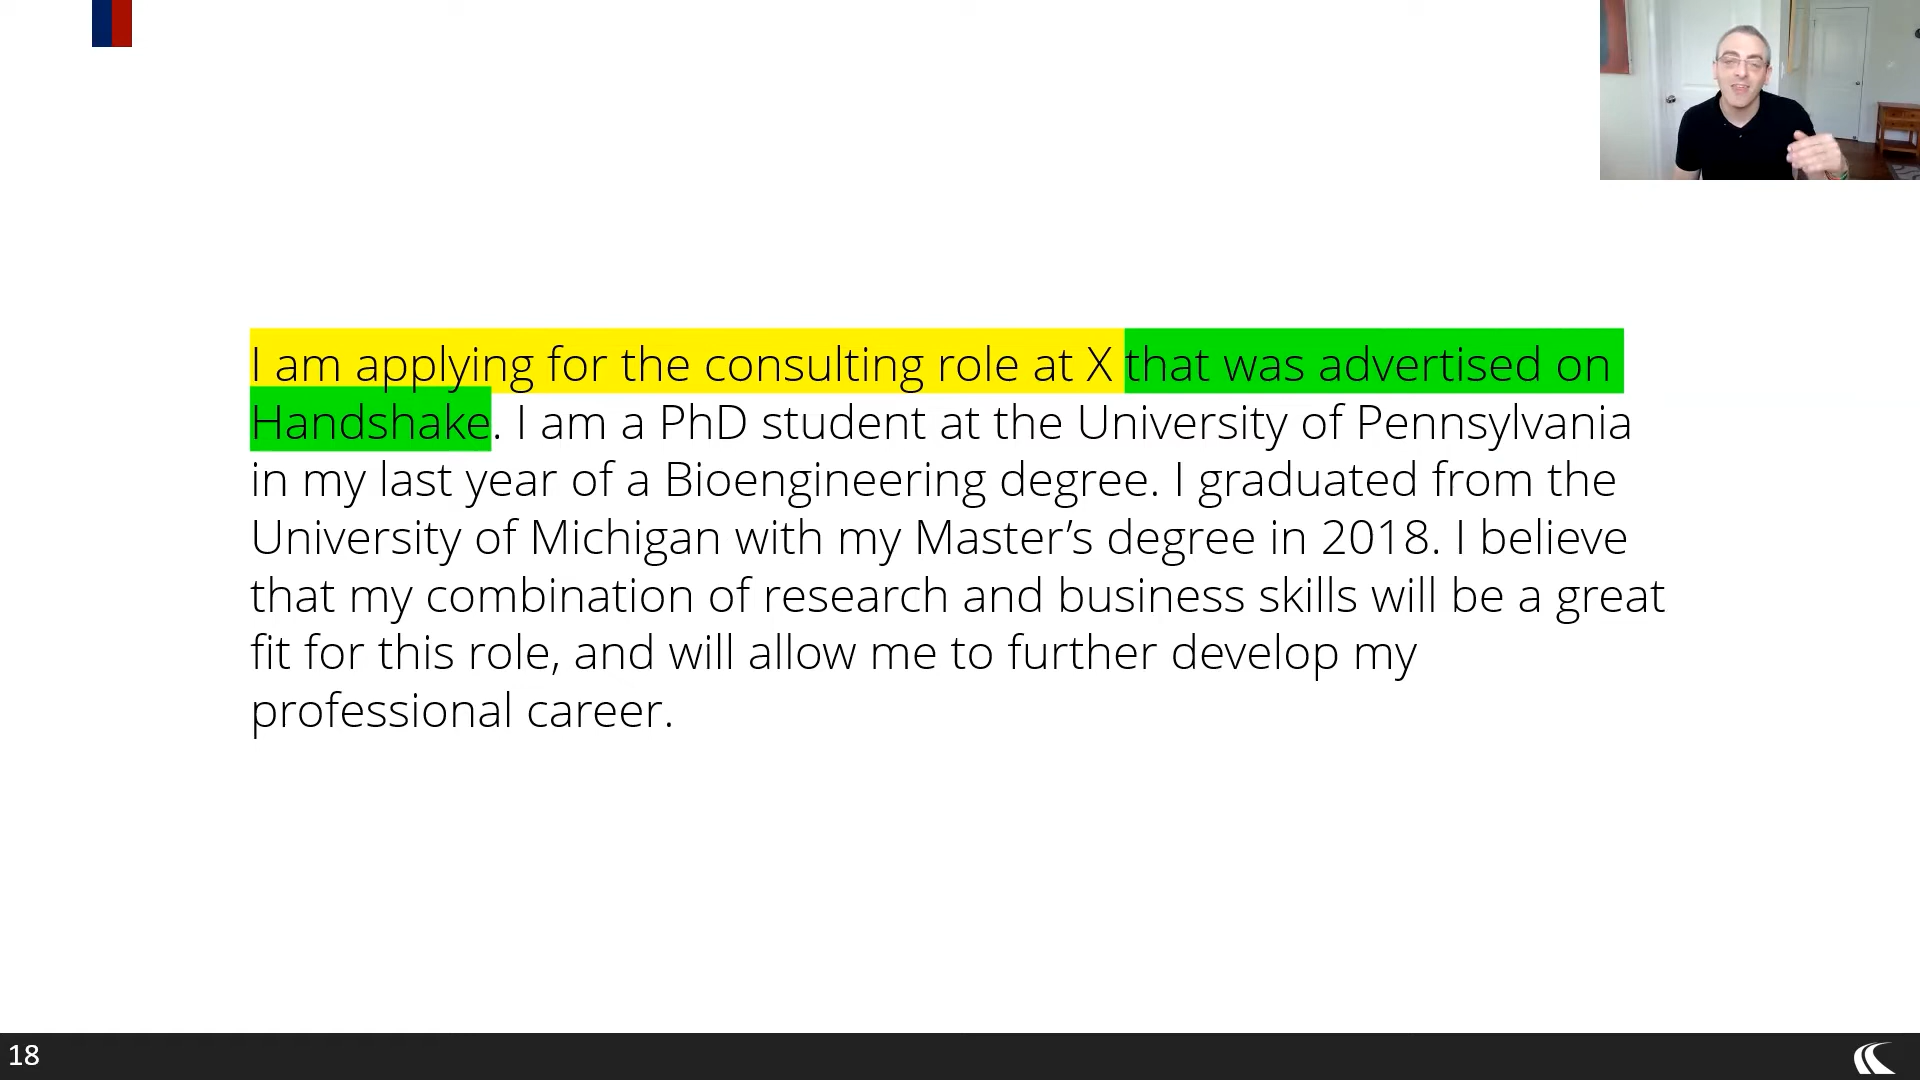 I am applying for the consulting role at X that was advertised on
Handshake. I am a PhD student at the University of Pennsylvania
in my last year of a Bioengineering degree. I graduated from the
University of Michigan with my Master’s degree in 2018. I believe
that my combination of research and business skills will be a great
fit for this role, and will allow me to further develop my
professional career.
18